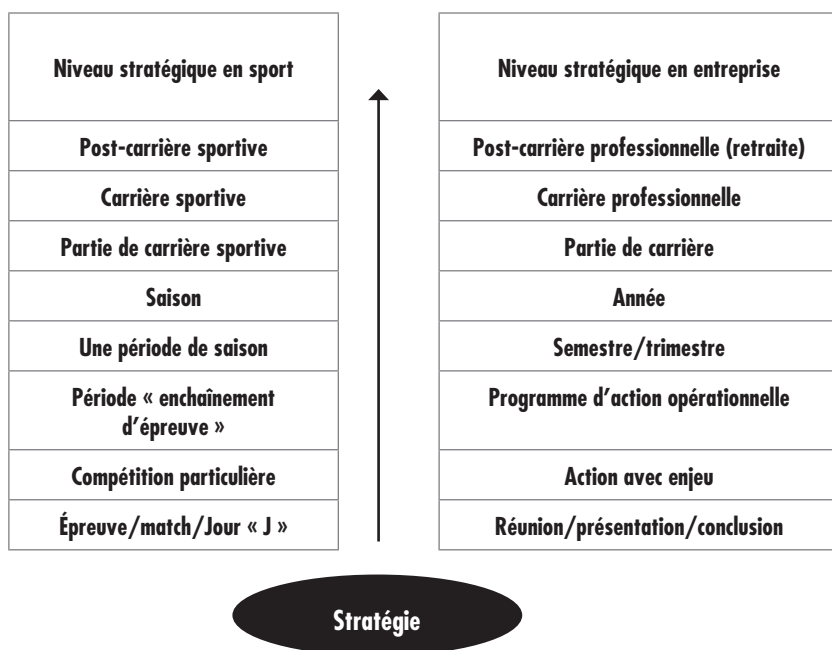 Niveau stratégique en sport
Post-carrière sportive
Carrière sportive
Partie de carrière sportive
Saison
Une période de saison
Période « enchaînement
d’épreuve »
Compétition particulière
Épreuve/match/Jour « J »
Niveau stratégique en entreprise
Post-carrière professionnelle (retraite)
Carrière professionnelle
Partie de carrière
Année
Semestre/trimestre
Programme d’action opérationnelle
Action avec enjeu
Réunion/présentation/conclusion
Stratégie